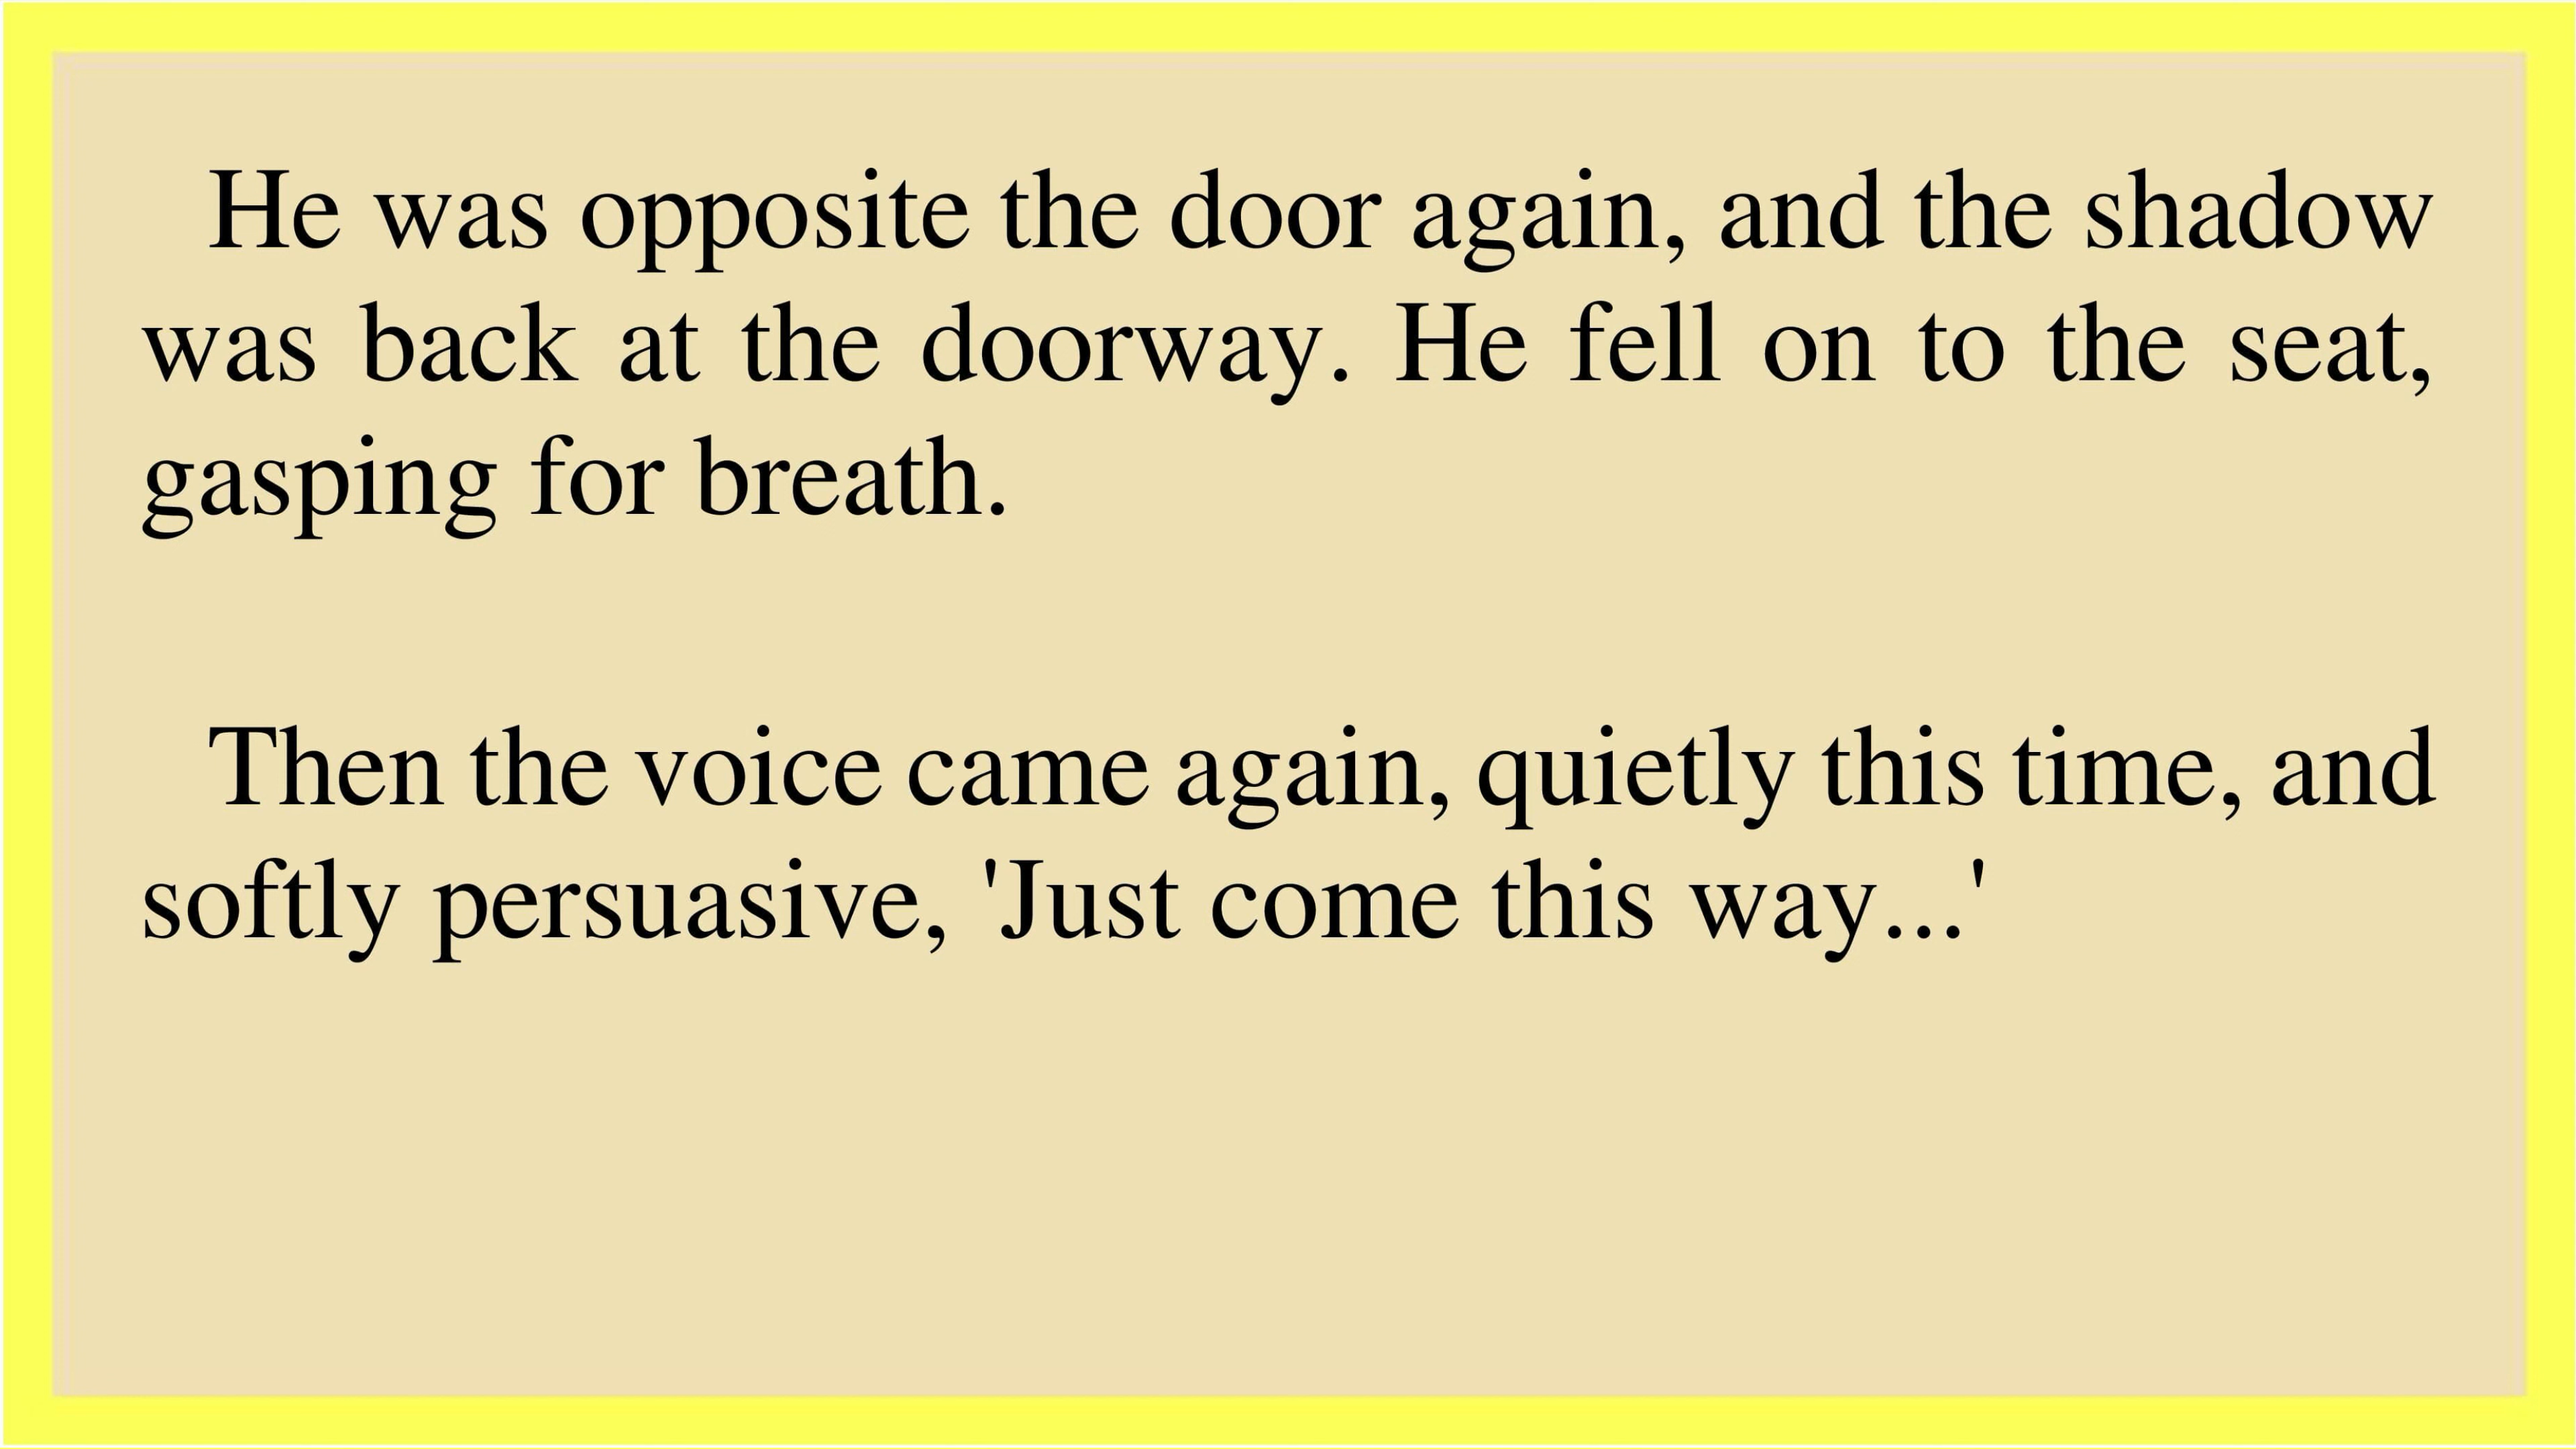 He was opposite the door again, and the shadow
was back at the doorway. He fell on to the seat,
gasping for breath.
Then the voice came again, quietly this time, and
softly persuasive, 'Just come this way...'